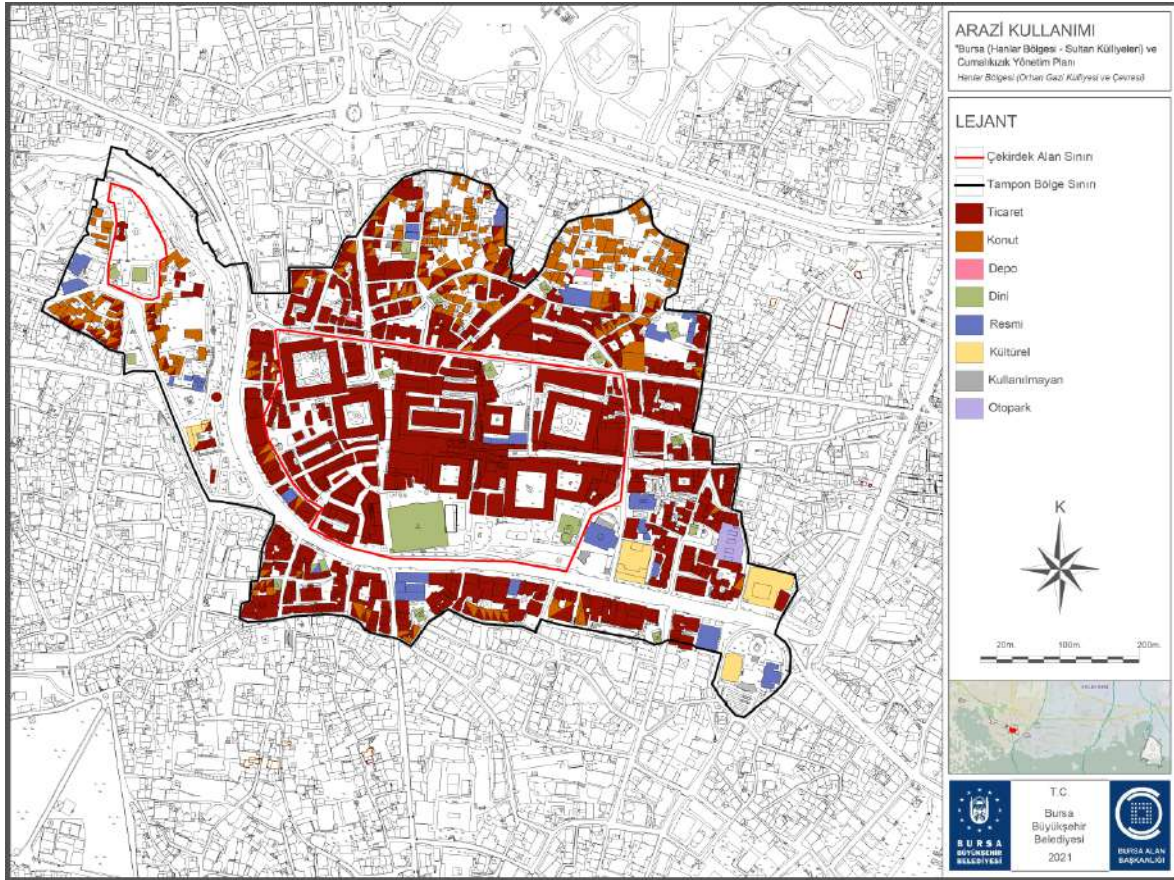 ARAZİ KULLANIMI
"Bursa (Hanlar Bölgesi - Sultan Külliyeleri) ve
Cumalıkızık Yönetim Planı
Hanlar Bölgesi (Orhan Gazi Külliyesi ve Çevresi)
LEJANT
Çekirdek Alan Sınırı
Tampon Bölge Sınırı
Ticaret
Konut
Depo
Dini
Resmi
Kültürel
Kullanılmayan
Otopark
K
20m. 100m. 200m.
BURSA
BÜYÜKŞEHİR
BELEDİYESİ
T.C.
Bursa
Büyükşehir
Belediyesi
2021
BURSA ALAN
BAŞKANLIĞI